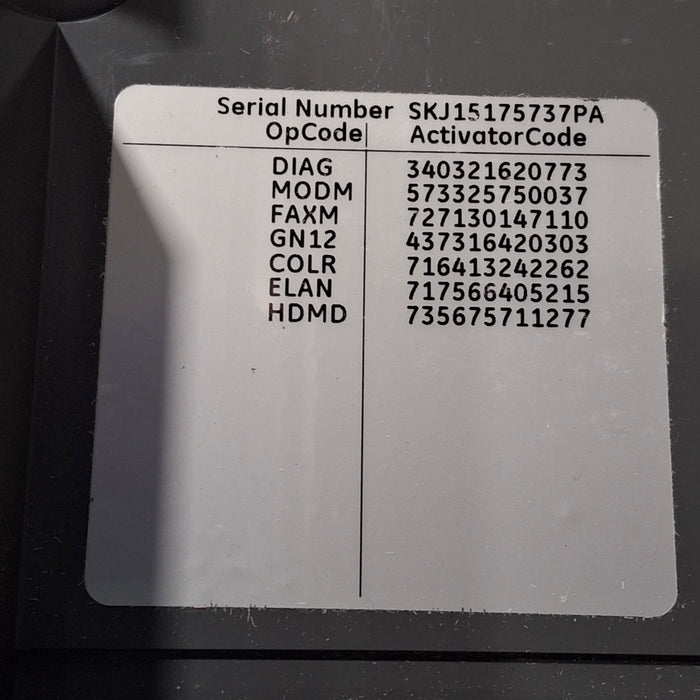 Serial Number SKJ15175737PA
OpCode ActivatorCode
DIAG 340321620773
MODM 573325750037
FAXM 727130147110
GN12 437316420303
COLR 716413242262
ELAN 717566405215
HDMD 735675711277